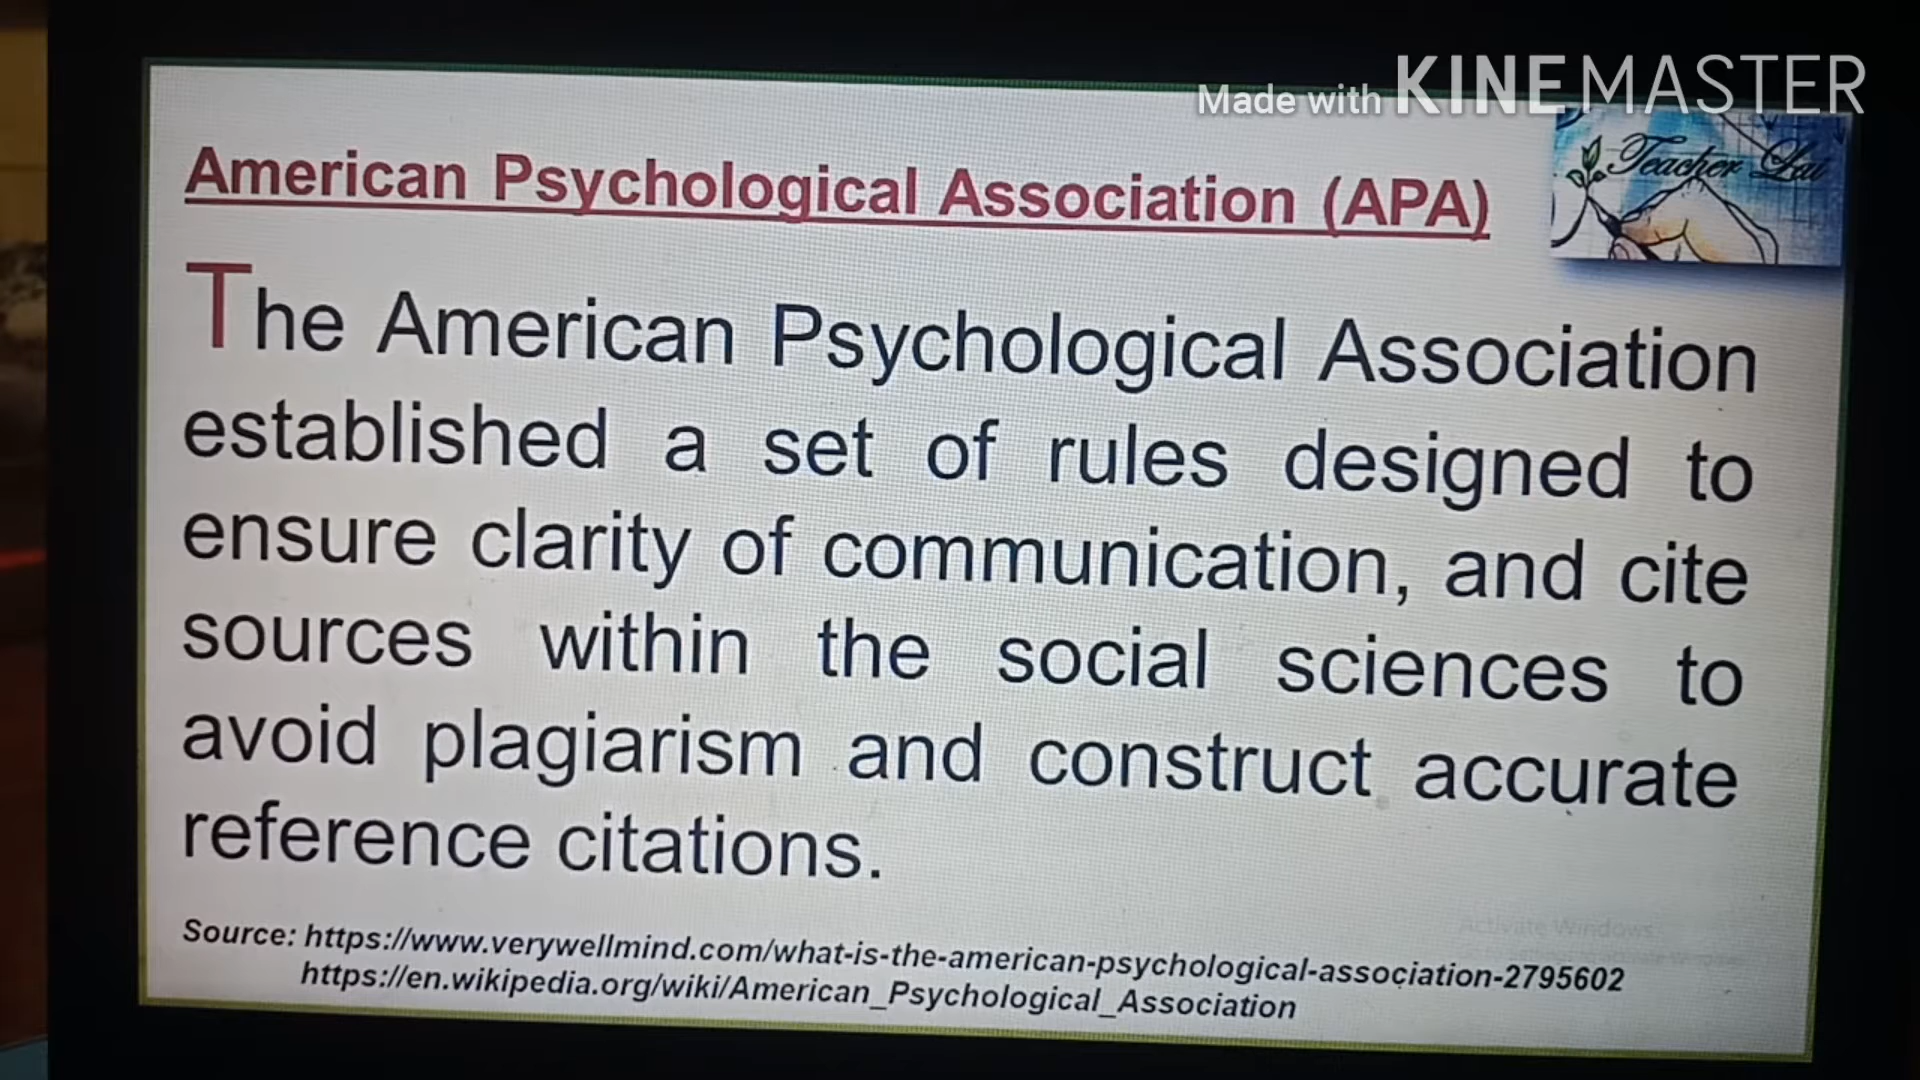 Made with KINEMASTER
Teacher Lai
American Psychological Association (APA)
The American Psychological Association
established a set of rules designed to
ensure clarity of communication, and cite
sources within the social sciences to
avoid plagiarism and construct accurate
reference citations.
Activate Windows
Source: https://www.verywellmind.com/what-is-the-american-psychological-association-2795602
https://en.wikipedia.org/wiki/American_Psychological_Association